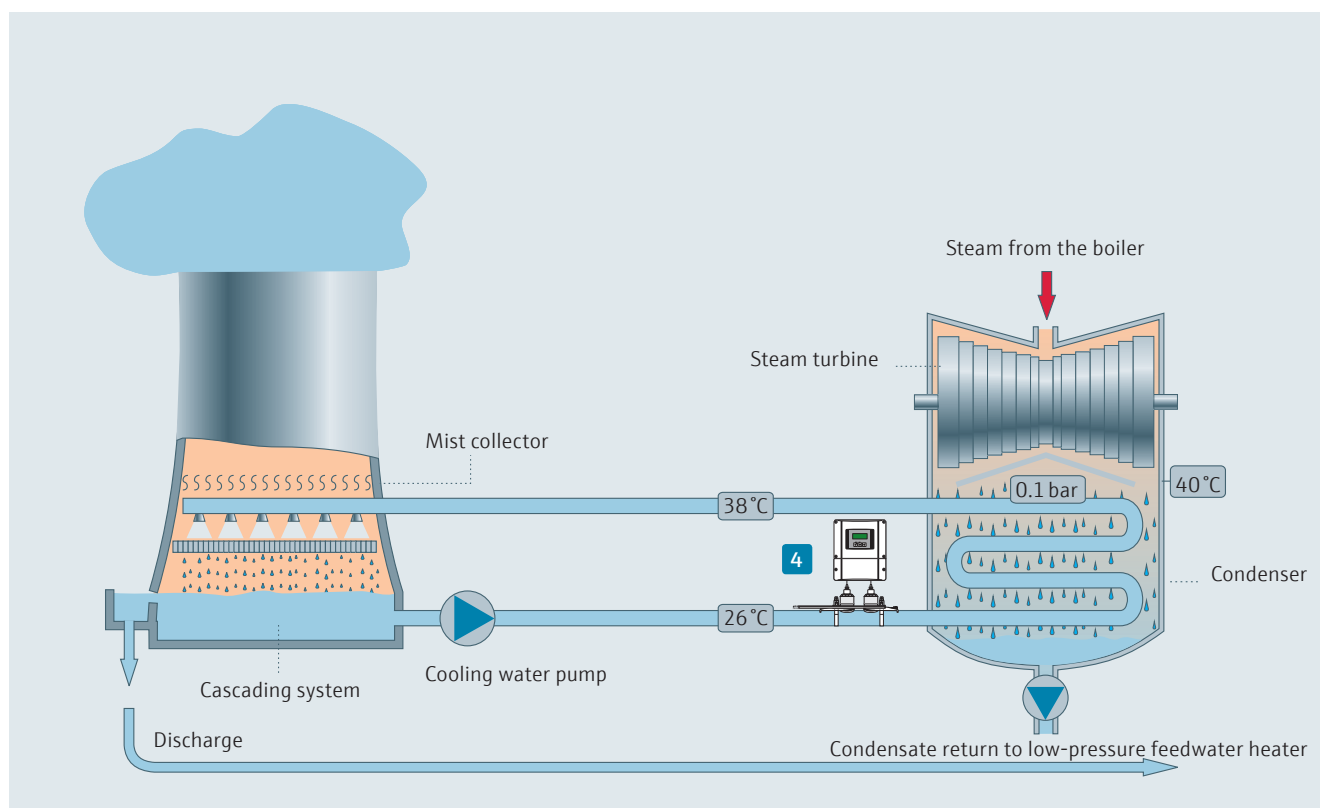 Steam from the boiler
Steam turbine
Mist collector
0.1 bar
40 °C
38 °C
4
Condenser
26 °C
Cooling water pump
Cascading system
Discharge
Condensate return to low-pressure feedwater heater